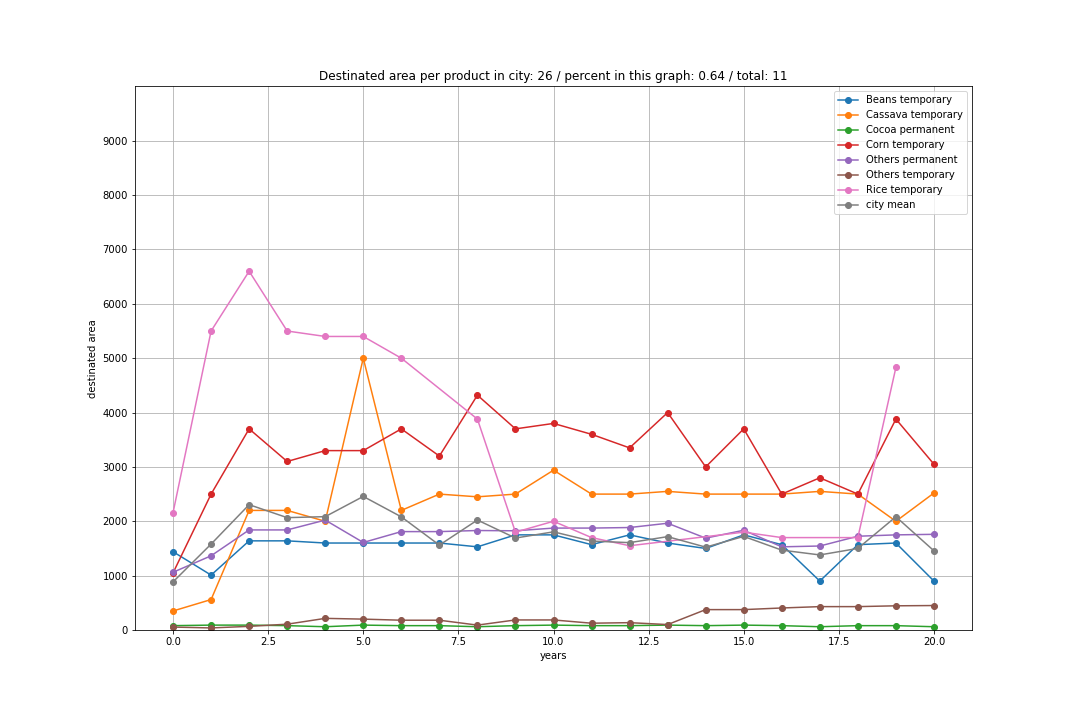 Destinated area per product in city: 26 / percent in this graph: 0.64 / total: 11
Beans temporary
Cassava temporary
Cocoa permanent
Corn temporary
Others permanent
Others temporary
Rice temporary
city mean
9000
8000
7000
6000
5000
4000
3000
2000
1000
0
destinated area
0.0 2.5 5.0 7.5 10.0 12.5 15.0 17.5 20.0
years